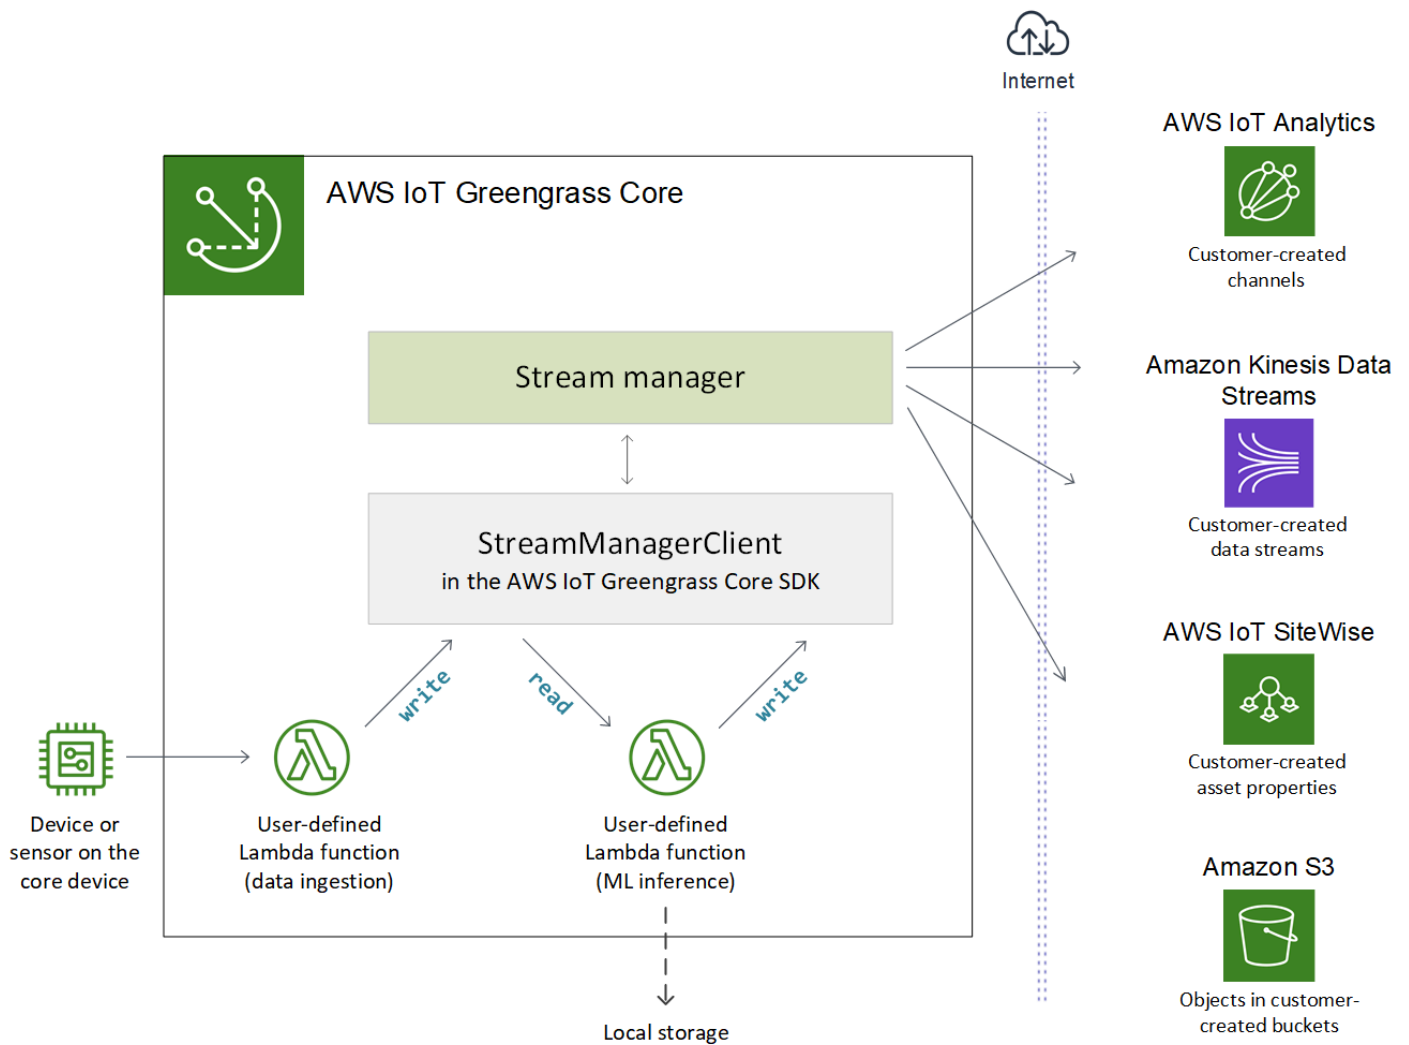 Internet
AWS IoT Analytics
Customer-created
channels
AWS IoT Greengrass Core
Stream manager
Amazon Kinesis Data
Streams
Customer-created
data streams
StreamManagerClient
in the AWS IoT Greengrass Core SDK
write
read
write
AWS IoT SiteWise
Customer-created
asset properties
Device or
sensor on the
core device
User-defined
Lambda function
(data ingestion)
User-defined
Lambda function
(ML inference)
Amazon S3
Objects in customer-
created buckets
Local storage